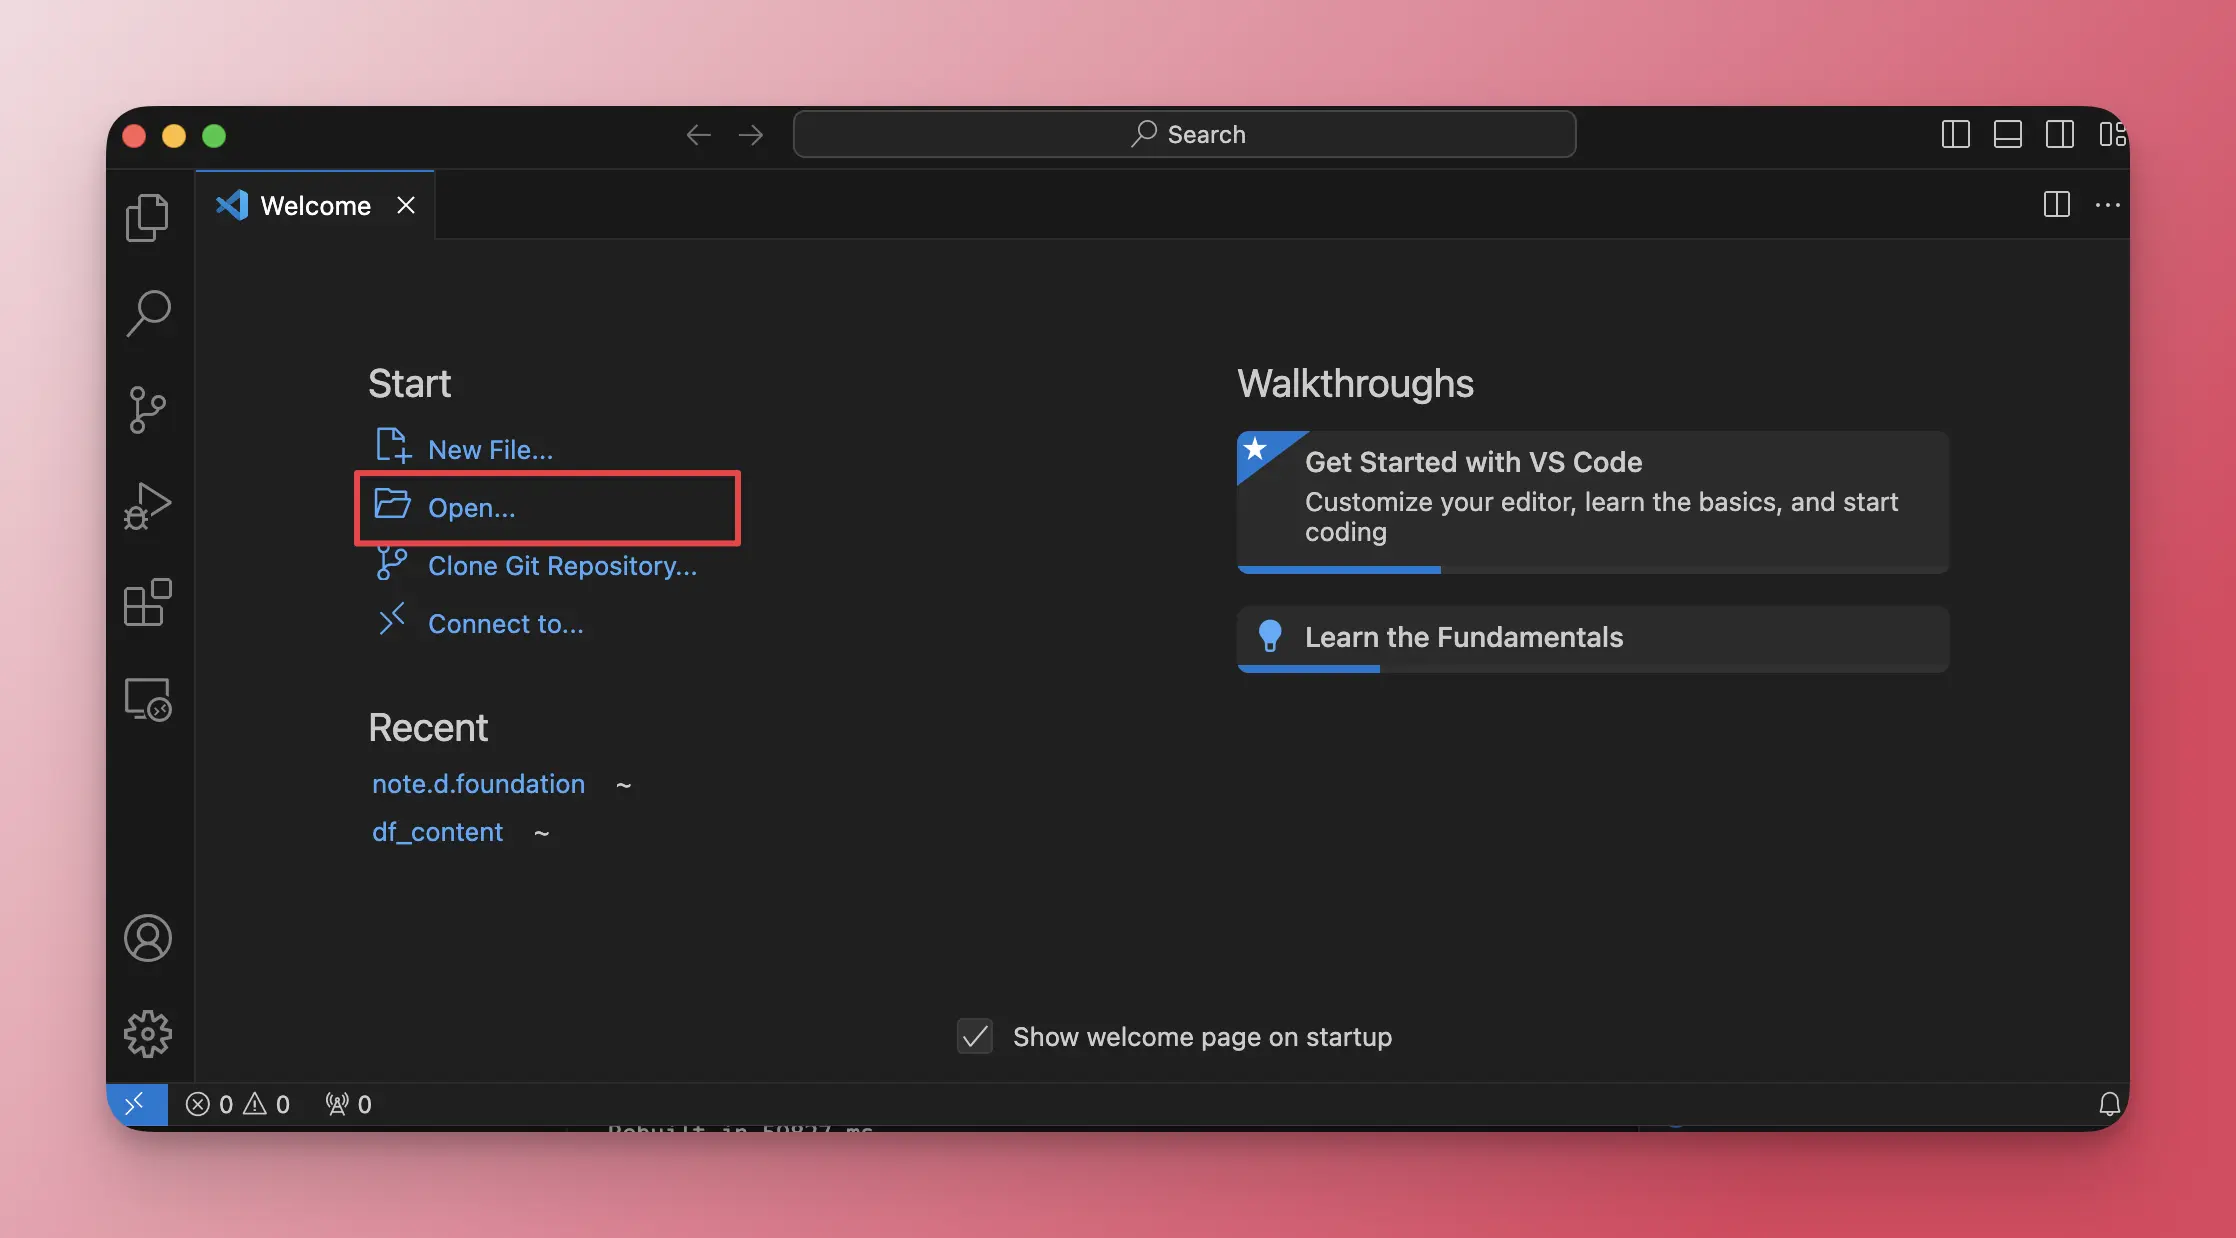 Search
Welcome
Start
New File...
Open...
Clone Git Repository...
Connect to...
Recent
note.d.foundation ~
df_content ~
Walkthroughs
Get Started with VS Code
Customize your editor, learn the basics, and start
coding
Learn the Fundamentals
Show welcome page on startup
0 0 0